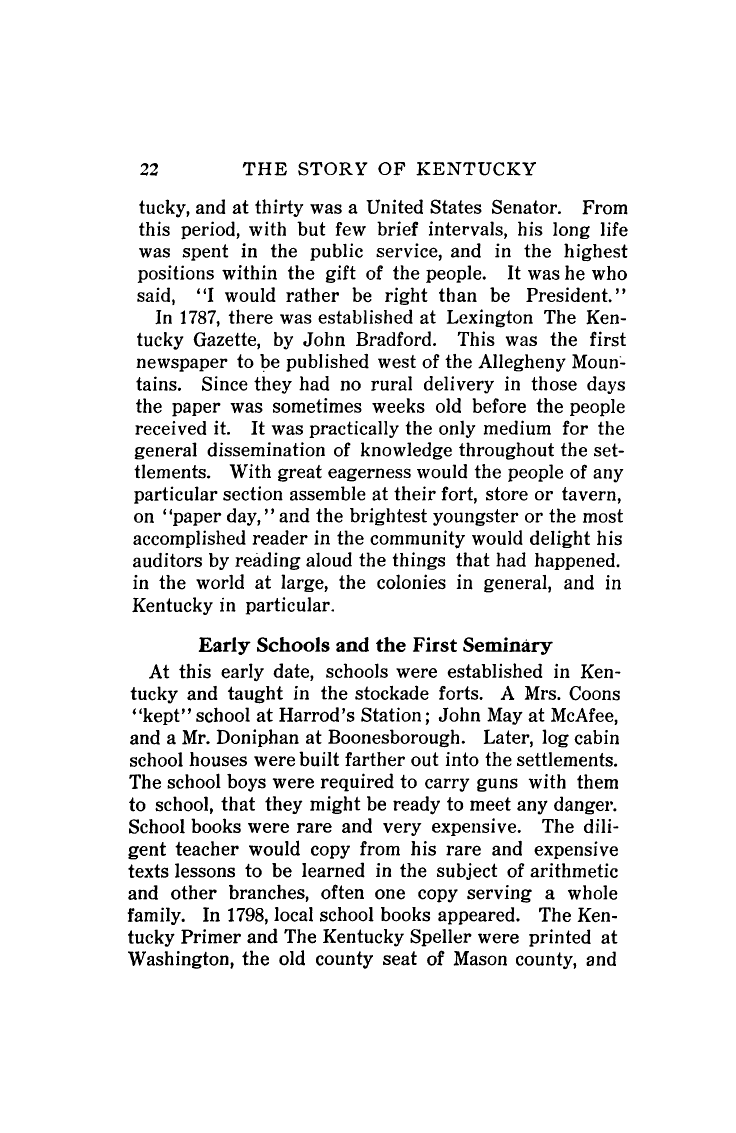 22 THE STORY OF KENTUCKY
tucky, and at thirty was a United States Senator. From
this period, with but few brief intervals, his long life
was spent in the public service, and in the highest
positions within the gift of the people. It was he who
said, "I would rather be right than be President."
In 1787, there was established at Lexington The Ken-
tucky Gazette, by John Bradford. This was the first
newspaper to be published west of the Allegheny Moun-
tains. Since they had no rural delivery in those days
the paper was sometimes weeks old before the people
received it. It was practically the only medium for the
general dissemination of knowledge throughout the set-
tlements. With great eagerness would the people of any
particular section assemble at their fort, store or tavern,
on "paper day," and the brightest youngster or the most
accomplished reader in the community would delight his
auditors by reading aloud the things that had happened.
in the world at large, the colonies in general, and in
Kentucky in particular.
Early Schools and the First Seminary
At this early date, schools were established in Ken-
tucky and taught in the stockade forts. A Mrs. Coons
"kept" school at Harrod's Station; John May at McAfee,
and a Mr. Doniphan at Boonesborough. Later, log cabin
school houses were built farther out into the settlements.
The school boys were required to carry guns with them
to school, that they might be ready to meet any danger.
School books were rare and very expensive. The dili-
gent teacher would copy from his rare and expensive
texts lessons to be learned in the subject of arithmetic
and other branches, often one copy serving a whole
family. In 1798, local school books appeared. The Ken-
tucky Primer and The Kentucky Speller were printed at
Washington, the old county seat of Mason county, and